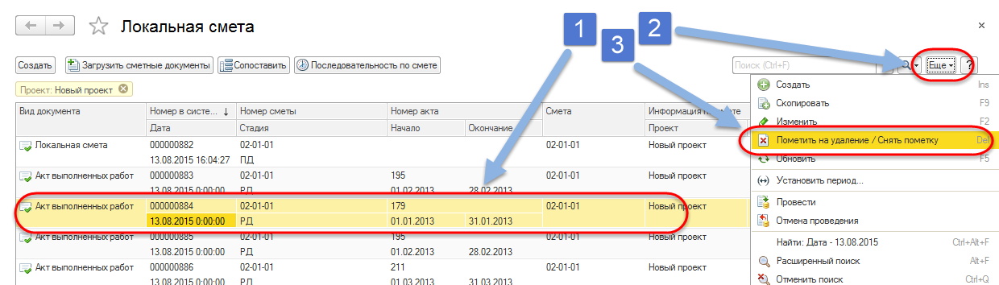 1 3 2
Локальная смета ×
Создать Загрузить сметные документы Сопоставить Последовательность по смете Поиск (Ctrl+F) Еще ?
Проект: Новый проект
Вид документа Номер в систе... ↓ Номер сметы Номер акта Смета
Дата Стадия Начало Окончание Проект
Локальная смета 000000882 02-01-01 02-01-01 Новый проект
13.08.2015 16:04:27 ПД
Акт выполненных работ 000000883 02-01-01 195 02-01-01 Новый проект
13.08.2015 0:00:00 РД 01.02.2013 28.02.2013
Акт выполненных работ 000000884 02-01-01 179 02-01-01 Новый проект
13.08.2015 0:00:00 РД 01.01.2013 31.01.2013
Акт выполненных работ 000000885 02-01-01 195 02-01-01 Новый проект
13.08.2015 0:00:00 РД 01.02.2013 28.02.2013
Акт выполненных работ 000000886 02-01-01 211 02-01-01 Новый проект
13.08.2015 0:00:00 РД 01.03.2013 31.03.2013
Создать Ins
Скопировать F9
Изменить F2
Пометить на удаление / Снять пометку Del
Обновить F5
Установить период...
Провести
Отмена проведения
Найти: Дата - 13.08.2015 Ctrl+Alt+F
Расширенный поиск Alt+F
Отменить поиск Ctrl+Q